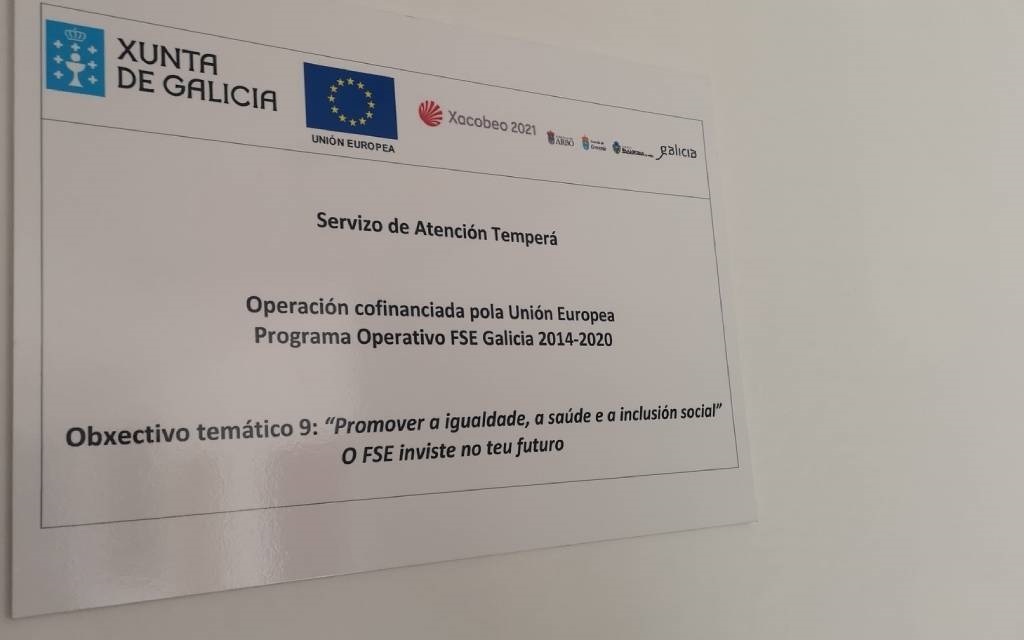 XUNTA
DE GALICIA
UNIÓN EUROPEA
Xacobeo 2021
ARBO
galicia
Servizo de Atención Temperá
Operación cofinanciada pola Unión Europea
Programa Operativo FSE Galicia 2014-2020
Obxectivo temático 9: “Promover a igualdade, a saúde e a inclusión social”
O FSE inviste no teu futuro